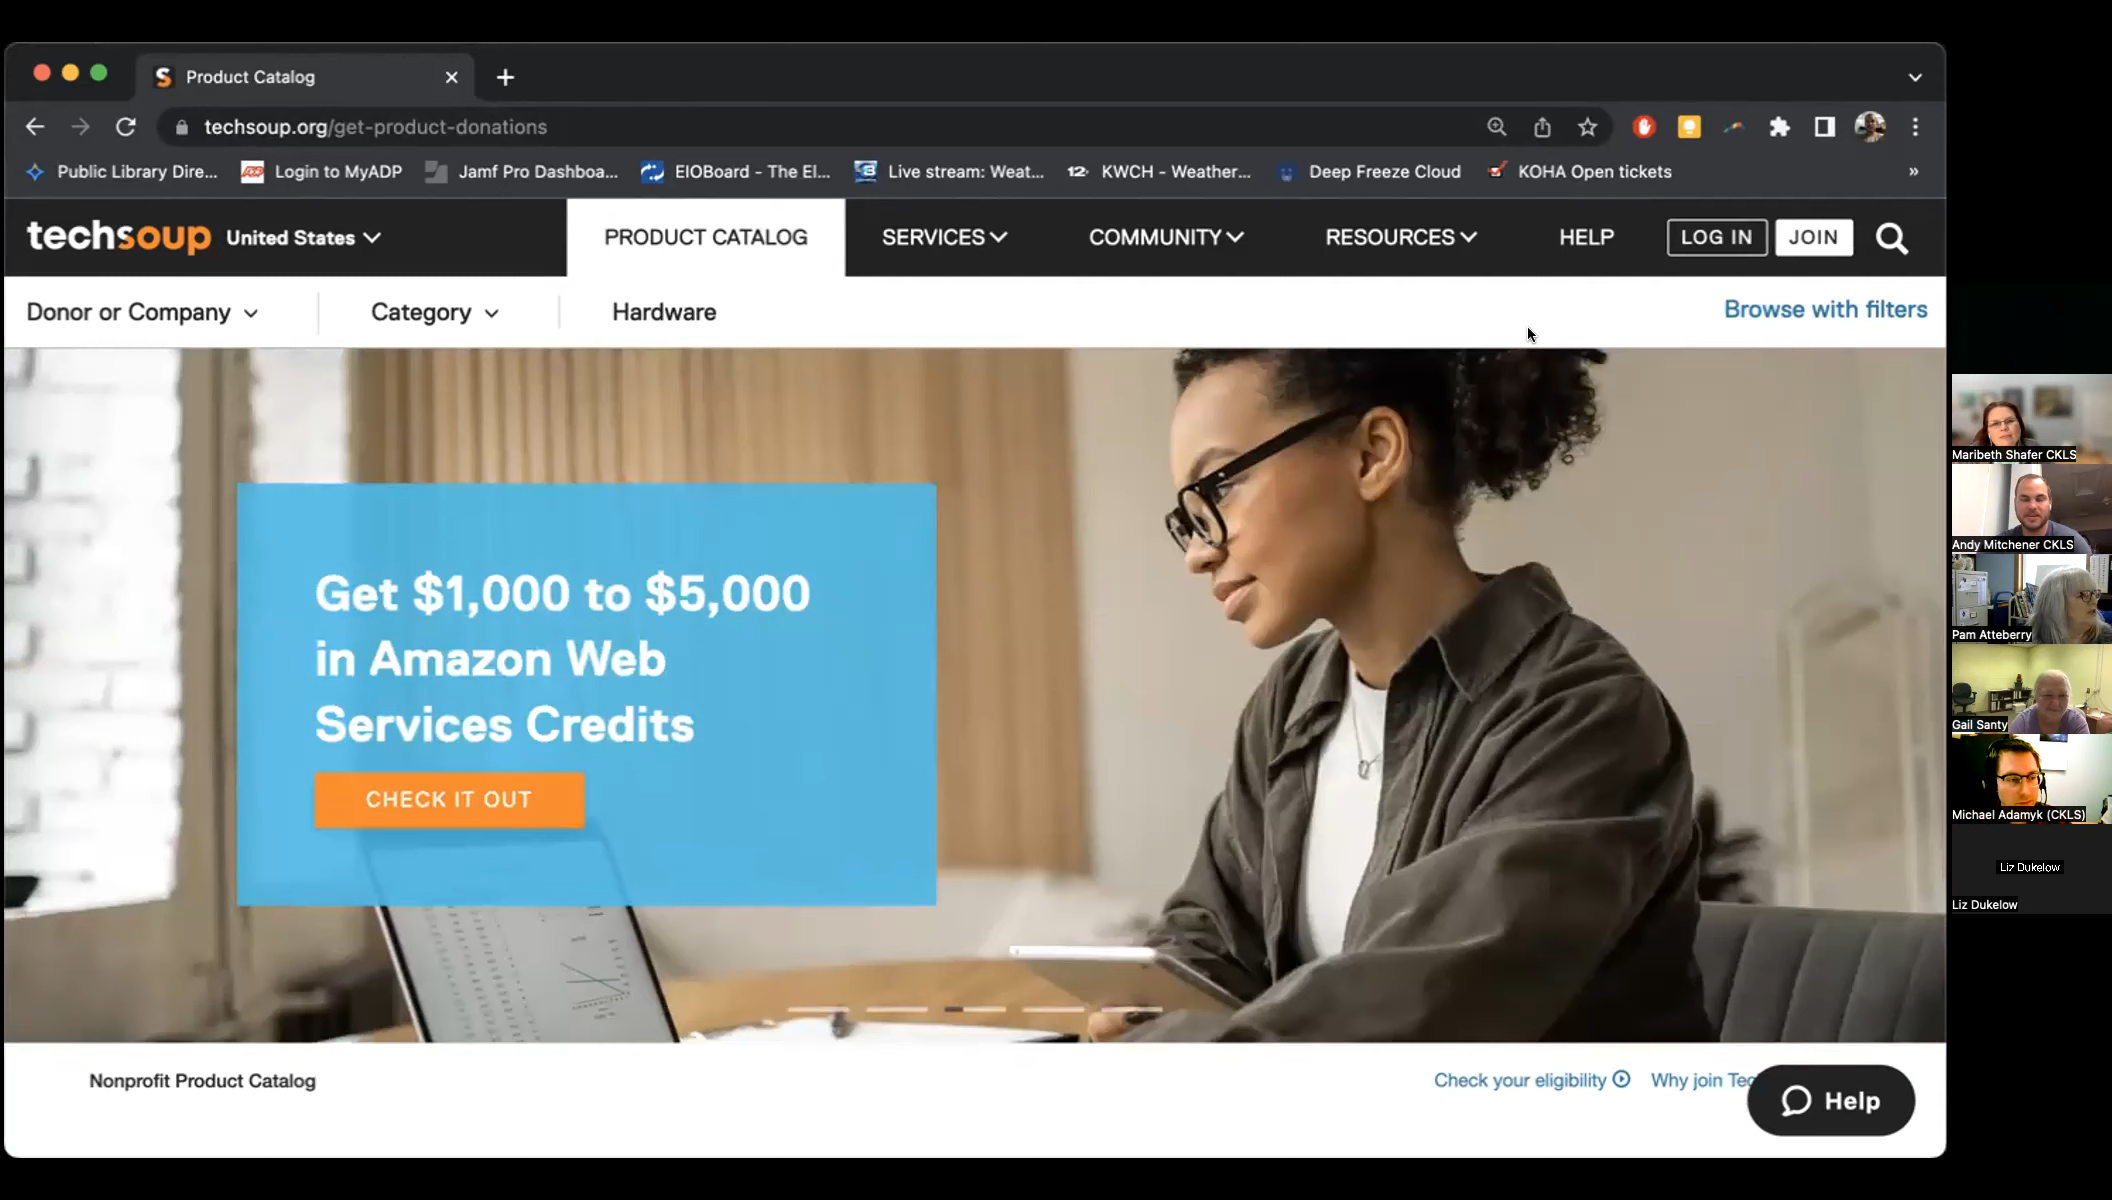 Product Catalog
techsoup.org/get-product-donations
Public Library Dire...
Login to MyADP
Jamf Pro Dashboa...
EIOBoard - The El...
Live stream: Weat...
12
KWCH - Weather...
Deep Freeze Cloud
KOHA Open tickets
»
techsoup
United States
PRODUCT CATALOG
SERVICES
COMMUNITY
RESOURCES
HELP
LOG IN
JOIN
Donor or Company
Category
Hardware
Browse with filters
Get $1,000 to $5,000
in Amazon Web
Services Credits
CHECK IT OUT
Nonprofit Product Catalog
Check your eligibility
Why join Tec
Help
Maribeth Shafer CKLS
Andy Mitchener CKLS
Pam Atteberry
Gail Santy
Michael Adamyk (CKLS)
Liz Dukelow
Liz Dukelow